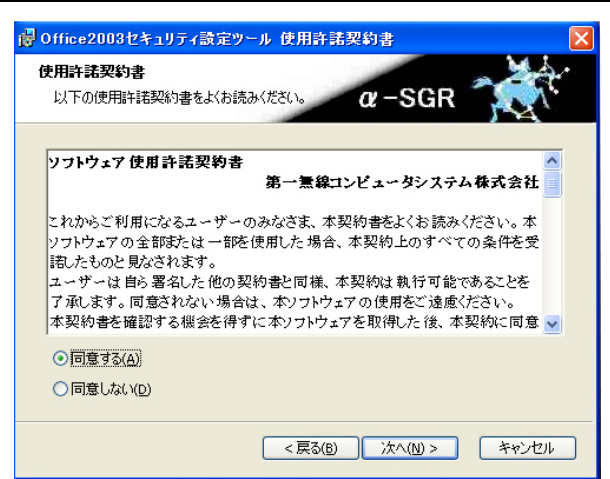 Office2003セキュリティ設定ツール 使用許諾契約書
使用許諾契約書
以下の使用許諾契約書をよくお読みください。
α-SGR
ソフトウェア 使用許諾契約書
第一無線コンピュータシステム株式会社
これからご利用になるユーザーのみなさま、本契約書をよくお読みください。本
ソフトウェアの全部または一部を使用した場合、本契約上のすべての条件を受
諾したものと見なされます。
ユーザーは自ら署名した他の契約書と同様、本契約は執行可能であることを
了承します。同意されない場合は、本ソフトウェアの使用をご遠慮ください。
本契約書を確認する機会を得ずに本ソフトウェアを取得した後、本契約に同意
同意する(A)
同意しない(D)
< 戻る(B)
次へ(N) >
キャンセル